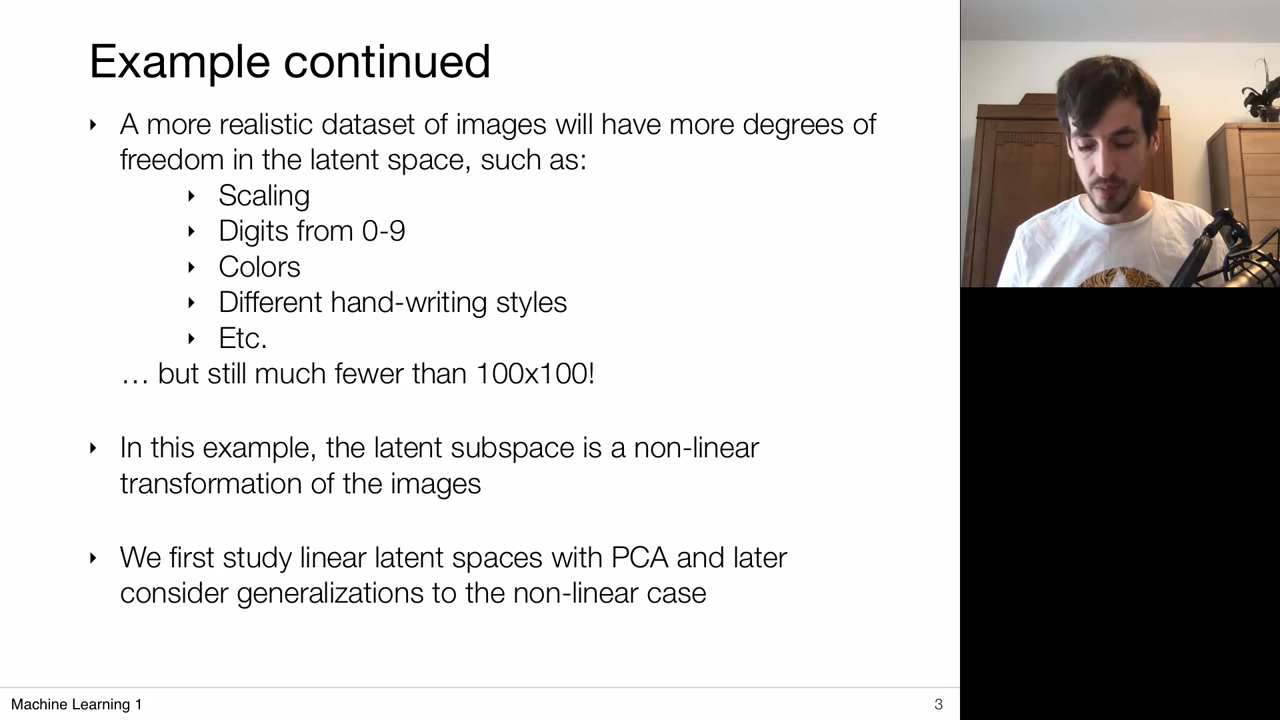 Example continued
‣ A more realistic dataset of images will have more degrees of
freedom in the latent space, such as:
‣ Scaling
‣ Digits from 0-9
‣ Colors
‣ Different hand-writing styles
‣ Etc.
… but still much fewer than 100x100!
‣ In this example, the latent subspace is a non-linear
transformation of the images
‣ We first study linear latent spaces with PCA and later
consider generalizations to the non-linear case
Machine Learning 1
3